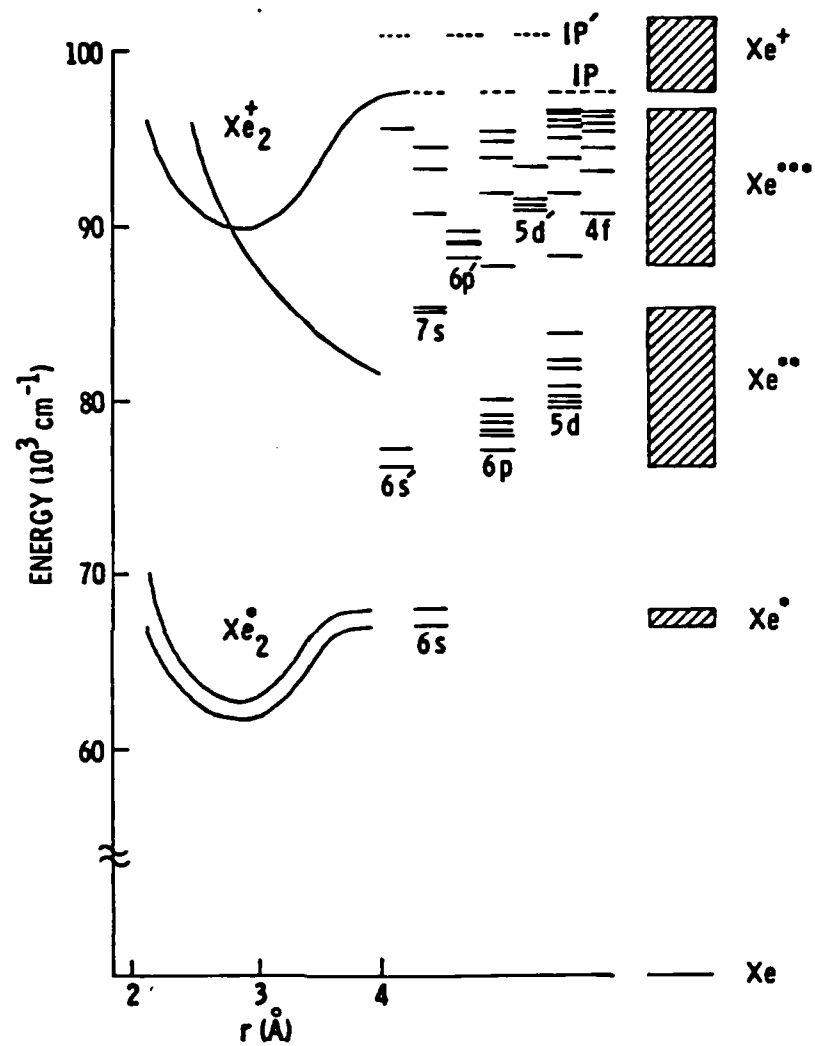 IP′
100
Xe⁺
IP
Xe₂⁺
Xe***
5d′
4f
90
6p′
7s
Xe**
ENERGY (10³ cm⁻¹)
80
5d
6s′
6p
70
Xe₂*
Xe*
6s
60
Xe
2
3
4
r (Å)